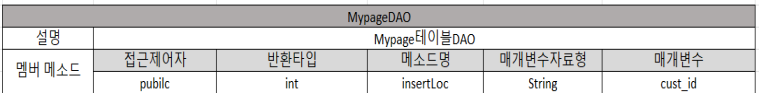 MypageDAO
설명 Mypage테이블DAO
멤버 메소드 접근제어자 반환타입 메소드명 매개변수자료형 매개변수
pubilc int insertLoc String cust_id